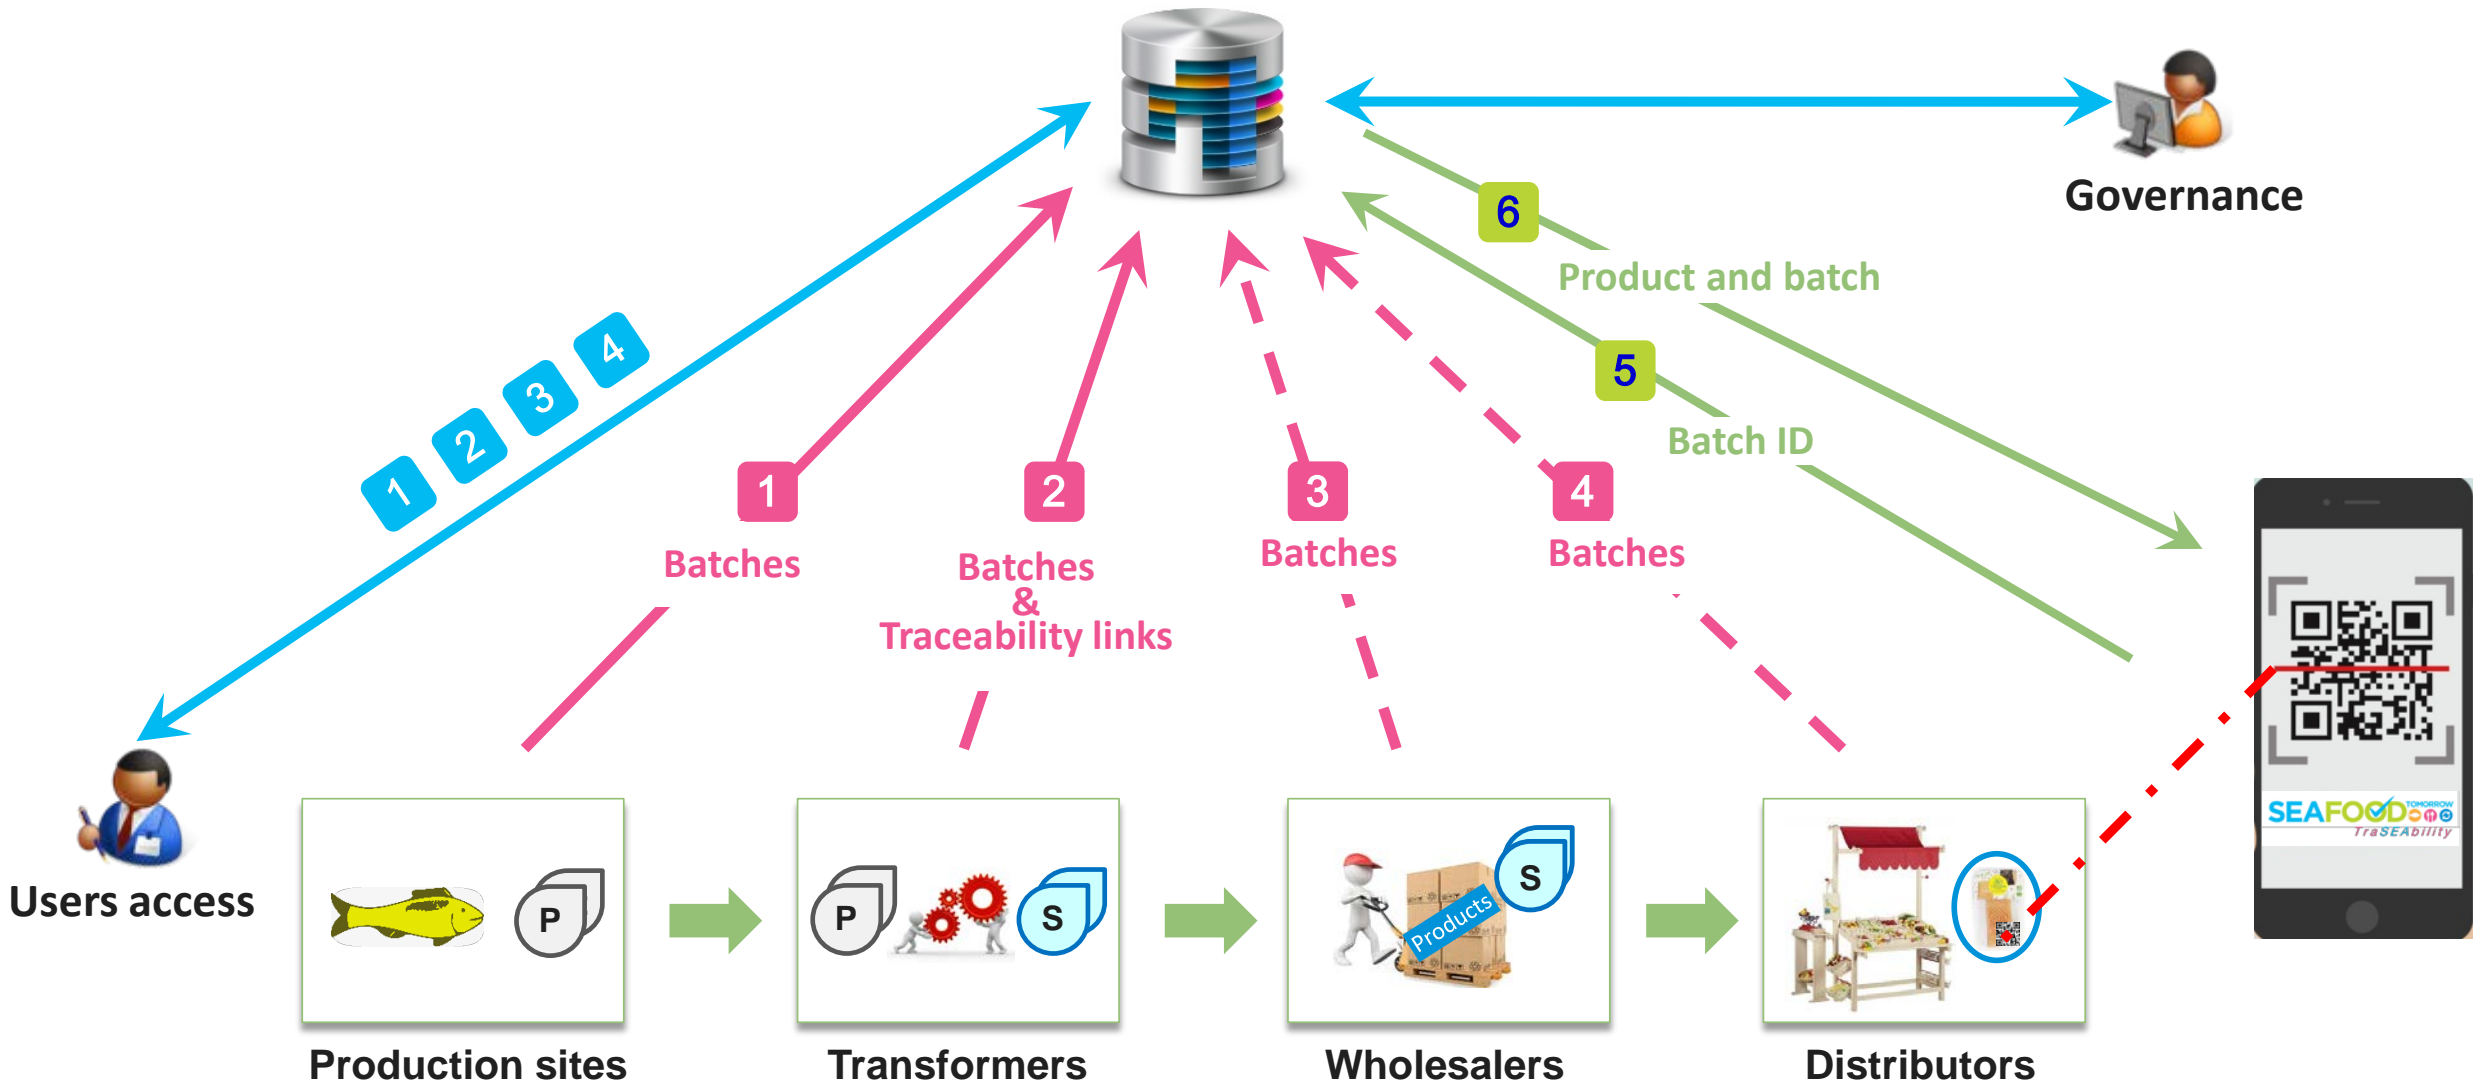 Governance
6
Product and batch
5
Batch ID
1
2
3
4
1
2
3
4
Batches
Batches
&
Traceability links
Batches
Batches
SEAFOOD TOMORROW
TraSEAbility
Users access
P
P
S
Products
S
Production sites
Transformers
Wholesalers
Distributors